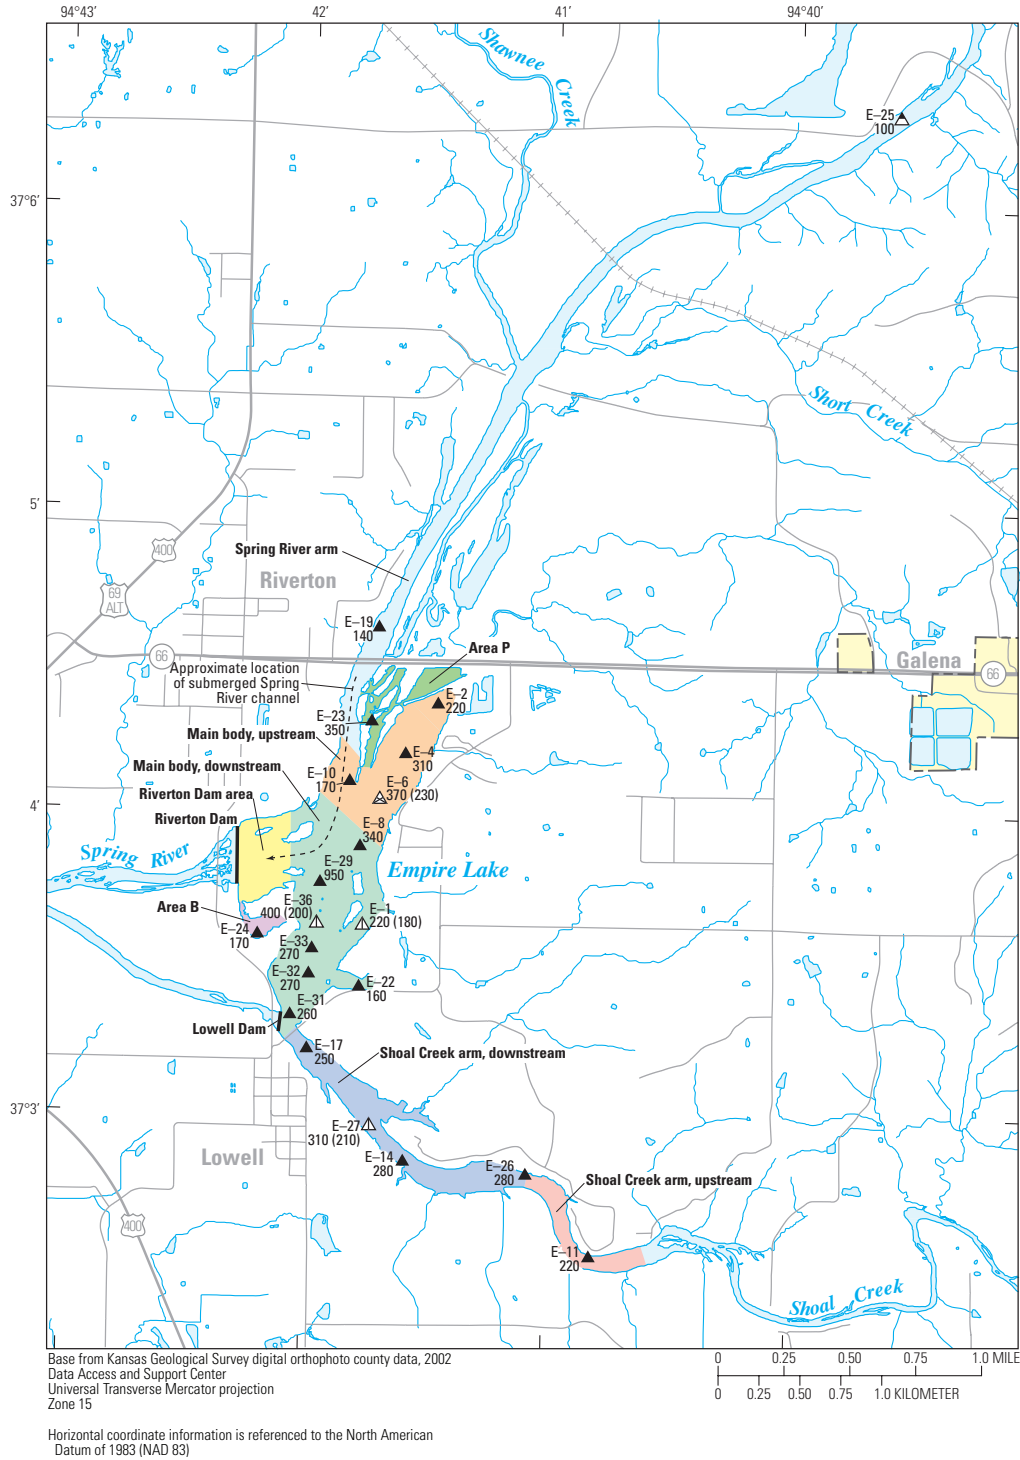 94°43′
42′
41′
94°40′
Shawnee
Creek
E–25
100
37°6′
Short Creek
5′
400
Spring River arm
Riverton
69
ALT
E–19
140
66
Area P
Galena
66
Approximate location
of submerged Spring
River channel
E–2
220
E–23
350
Main body, upstream
E–4
310
Main body, downstream
E–10
170
E–6
370 (230)
Riverton Dam area
4′
Riverton Dam
E–8
340
Spring River
E–29
950
Empire Lake
E–36
400 (200)
Area B
E–1
220 (180)
E–24
170
E–33
270
E–32
270
E–22
160
E–31
260
Lowell Dam
E–17
250
Shoal Creek arm, downstream
37°3′
E–27
310 (210)
Lowell
E–14
280
E–26
280
Shoal Creek arm, upstream
400
E–11
220
Shoal Creek
Base from Kansas Geological Survey digital orthophoto county data, 2002
Data Access and Support Center
Universal Transverse Mercator projection
Zone 15
0 0.25 0.50 0.75 1.0 MILE
0 0.25 0.50 0.75 1.0 KILOMETER
Horizontal coordinate information is referenced to the North American
Datum of 1983 (NAD 83)